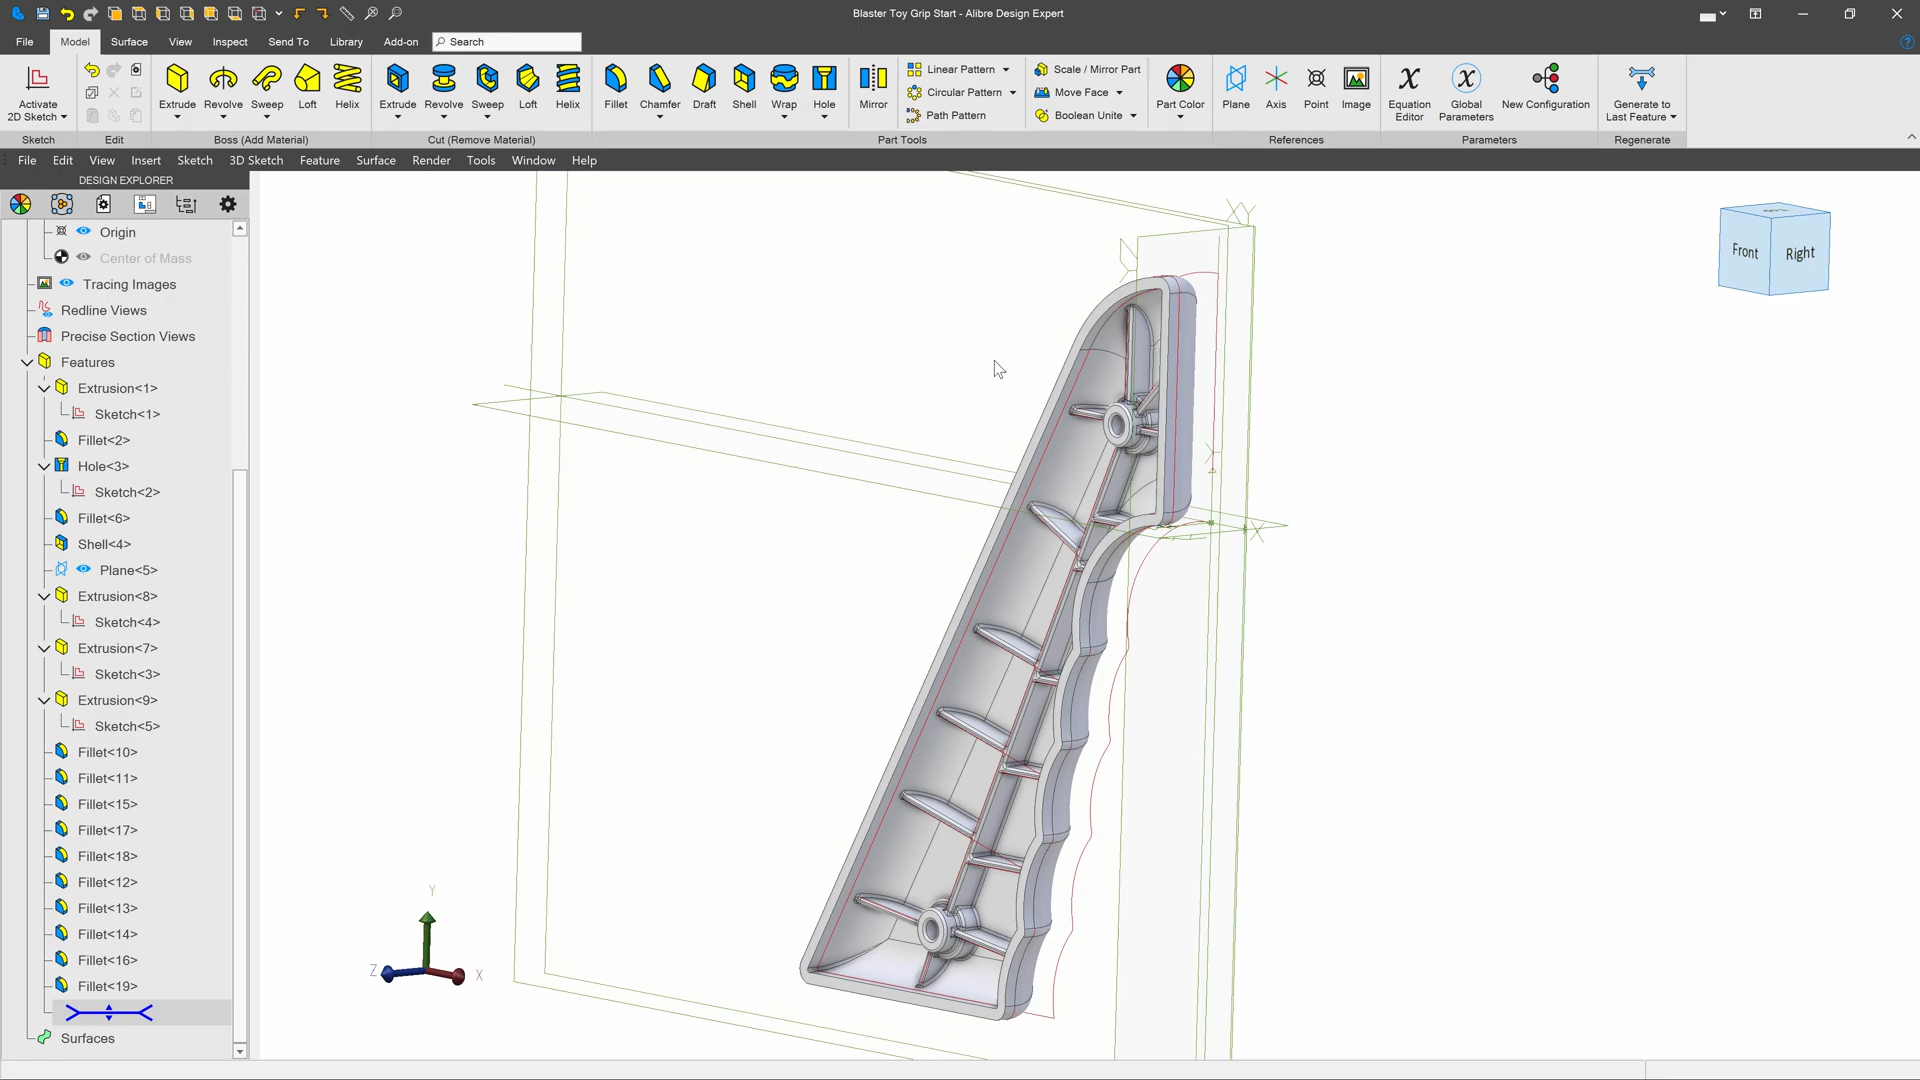 Blaster Toy Grip Start - Alibre Design Expert
File Model Surface View Inspect Send To Library Add-on Search
Activate 2D Sketch
Extrude Revolve Sweep Loft Helix
Extrude Revolve Sweep Loft Helix
Fillet Chamfer Draft Shell Wrap Hole Mirror
Linear Pattern
Circular Pattern
Path Pattern
Scale / Mirror Part
Move Face
Boolean Unite
Part Color
Plane Axis Point Image
Equation Editor
Global Parameters
New Configuration
Generate to Last Feature
Sketch Edit Boss (Add Material) Cut (Remove Material) Part Tools References Parameters Regenerate
File Edit View Insert Sketch 3D Sketch Feature Surface Render Tools Window Help
DESIGN EXPLORER
Origin
Center of Mass
Tracing Images
Redline Views
Precise Section Views
Features
Extrusion<1>
Sketch<1>
Fillet<2>
Hole<3>
Sketch<2>
Fillet<6>
Shell<4>
Plane<5>
Extrusion<8>
Sketch<4>
Extrusion<7>
Sketch<3>
Extrusion<9>
Sketch<5>
Fillet<10>
Fillet<11>
Fillet<15>
Fillet<17>
Fillet<18>
Fillet<12>
Fillet<13>
Fillet<14>
Fillet<16>
Fillet<19>
Surfaces
Front Right
Y
Z X